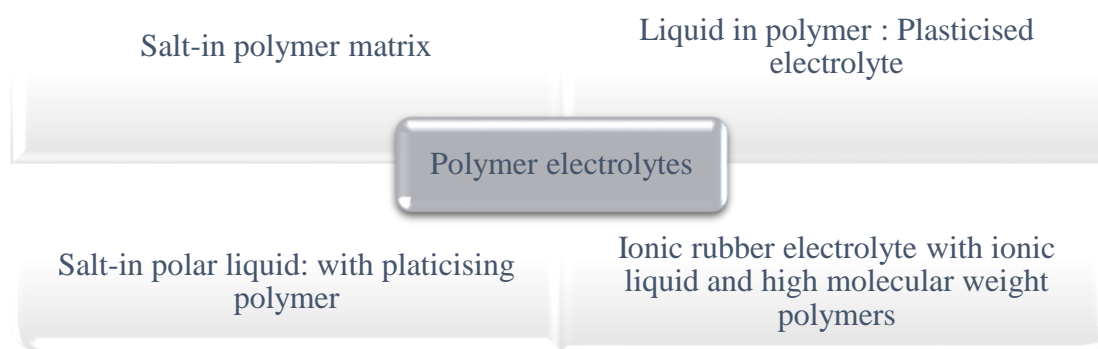 Salt-in polymer matrix
Liquid in polymer : Plasticised
electrolyte
Polymer electrolytes
Salt-in polar liquid: with platicising
polymer
Ionic rubber electrolyte with ionic
liquid and high molecular weight
polymers